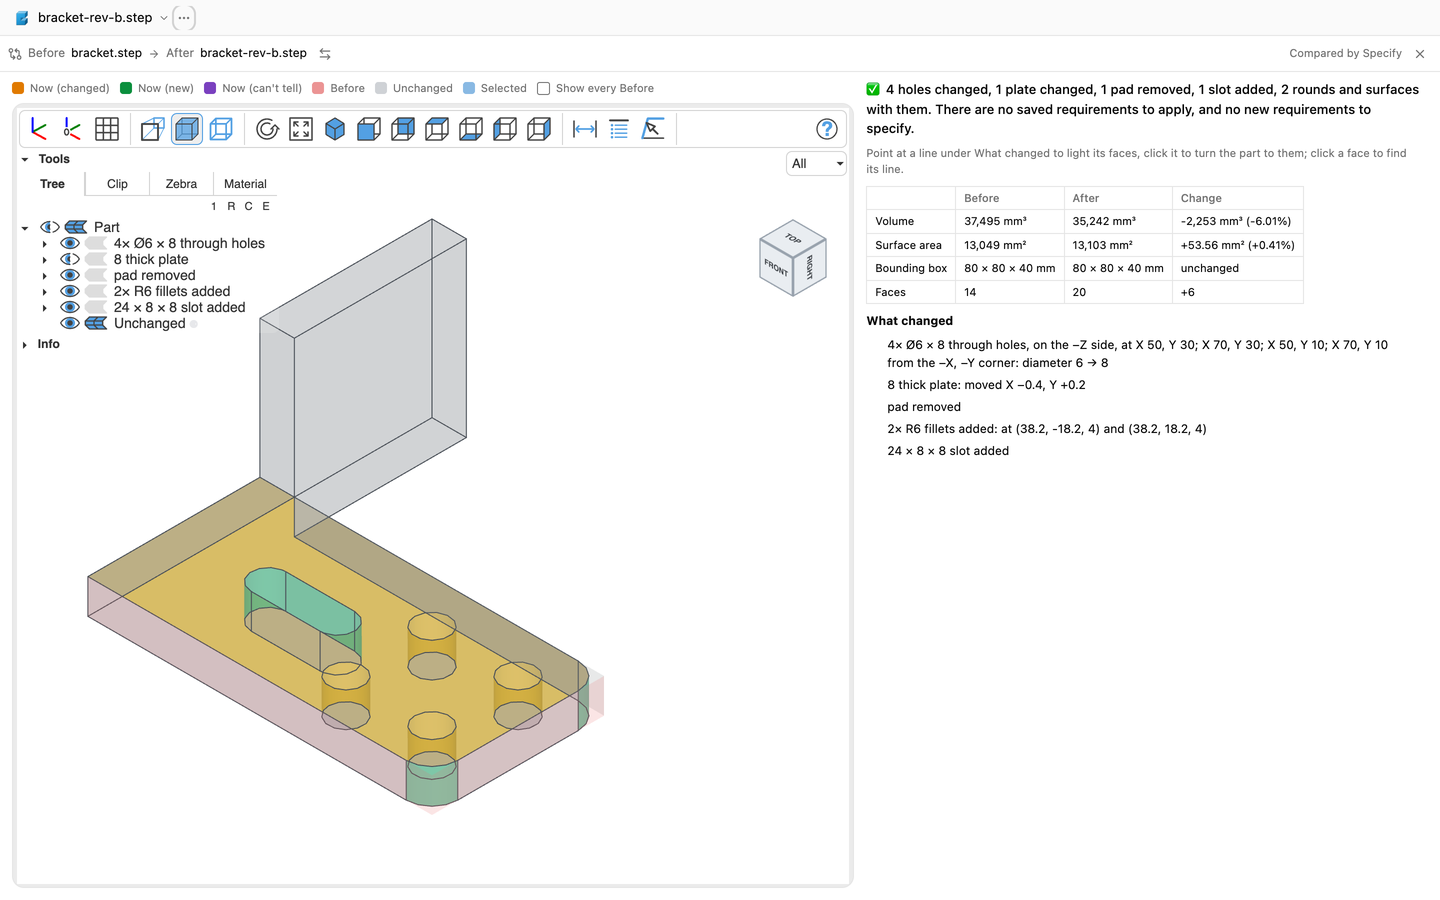 bracket-rev-b.step
Before bracket.step → After bracket-rev-b.step
Compared by Specify
Now (changed) Now (new) Now (can't tell) Before Unchanged Selected Show every Before
Tools
All
Tree Clip Zebra Material
1 R C E
Part
4× Ø6 × 8 through holes
8 thick plate
pad removed
2× R6 fillets added
24 × 8 × 8 slot added
Unchanged
Info
TOP
FRONT
RIGHT
4 holes changed, 1 plate changed, 1 pad removed, 1 slot added, 2 rounds and surfaces
with them. There are no saved requirements to apply, and no new requirements to
specify.
Point at a line under What changed to light its faces, click it to turn the part to them; click a face to find
its line.
Before After Change
Volume 37,495 mm³ 35,242 mm³ -2,253 mm³ (-6.01%)
Surface area 13,049 mm² 13,103 mm² +53.56 mm² (+0.41%)
Bounding box 80 × 80 × 40 mm 80 × 80 × 40 mm unchanged
Faces 14 20 +6
What changed
4× Ø6 × 8 through holes, on the −Z side, at X 50, Y 30; X 70, Y 30; X 50, Y 10; X 70, Y 10
from the −X, −Y corner: diameter 6 → 8
8 thick plate: moved X −0.4, Y +0.2
pad removed
2× R6 fillets added: at (38.2, -18.2, 4) and (38.2, 18.2, 4)
24 × 8 × 8 slot added